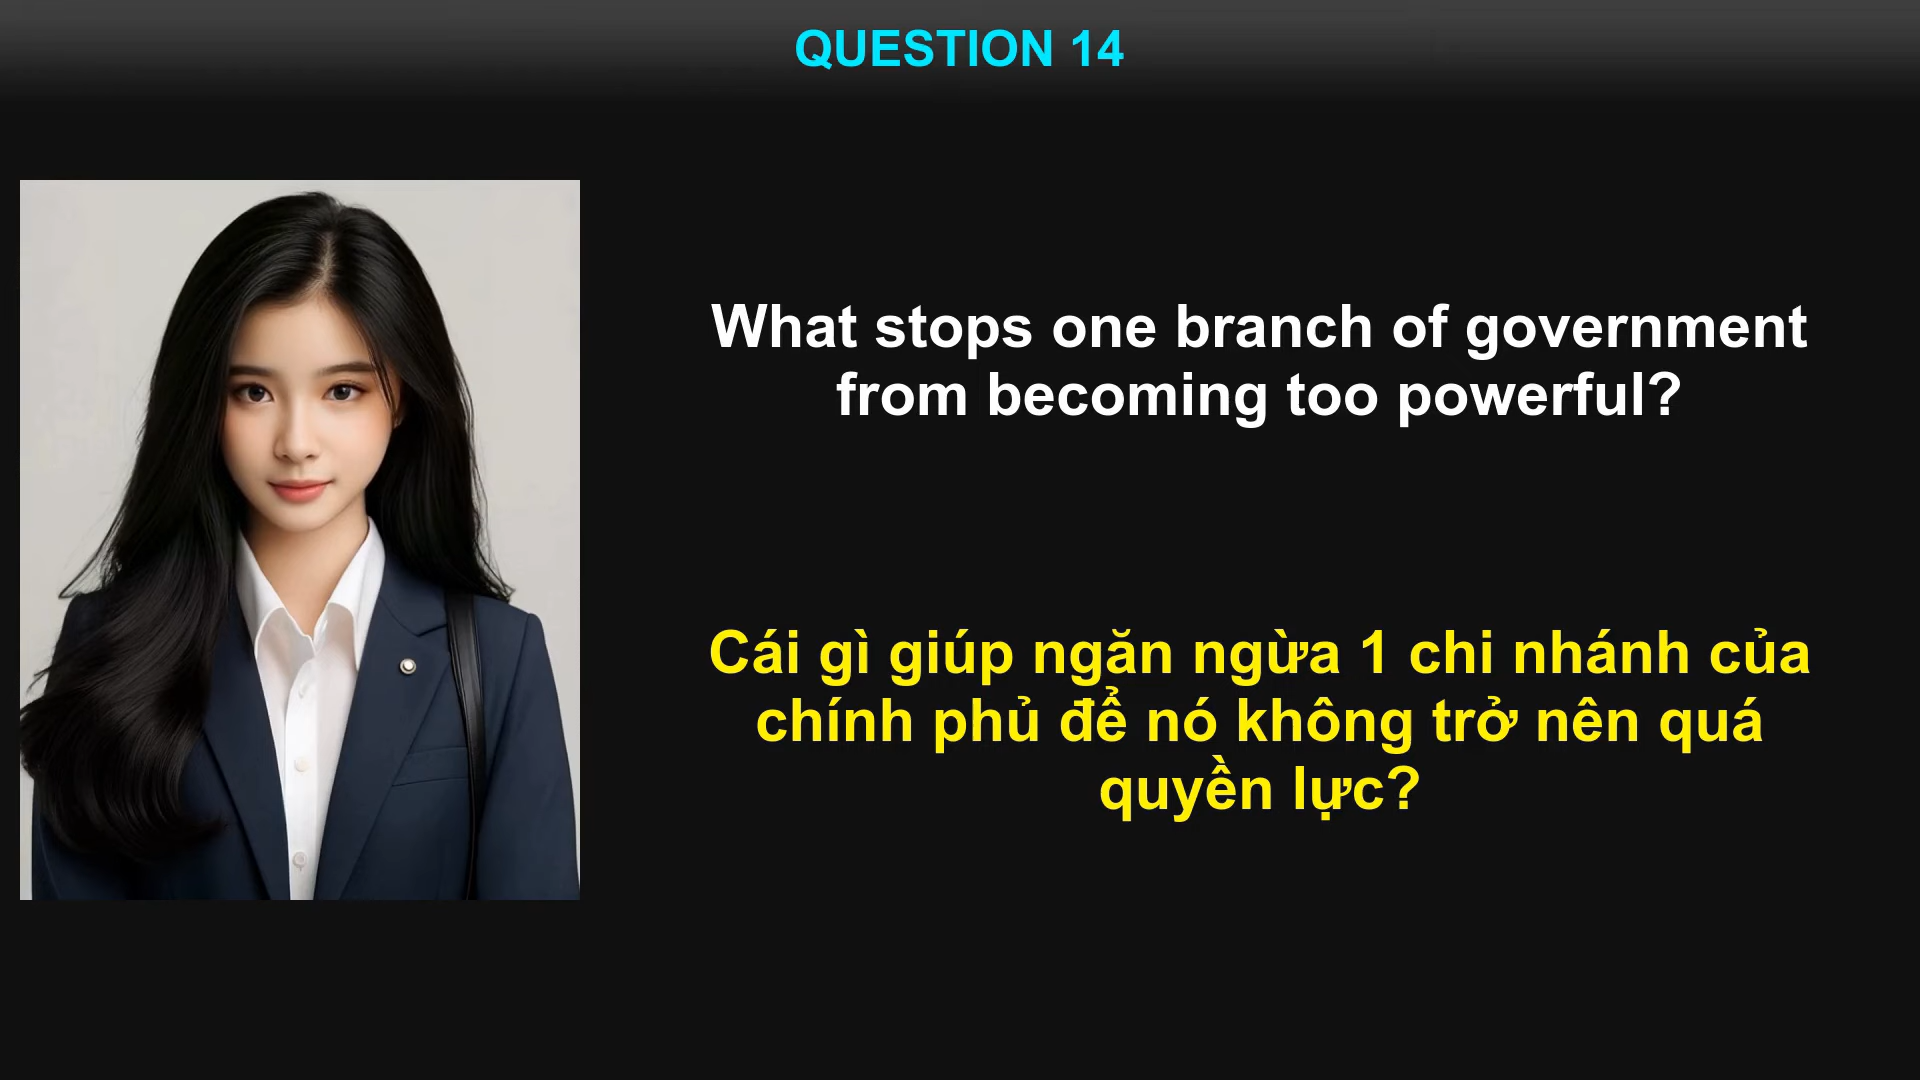 QUESTION 14
What stops one branch of government
from becoming too powerful?
Cái gì giúp ngăn ngừa 1 chi nhánh của
chính phủ để nó không trở nên quá
quyền lực?